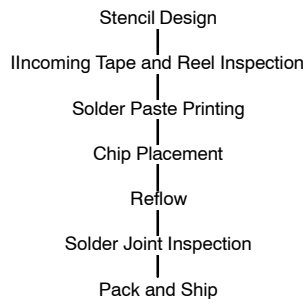 Stencil Design
IIncoming Tape and Reel Inspection
Solder Paste Printing
Chip Placement
Reflow
Solder Joint Inspection
Pack and Ship